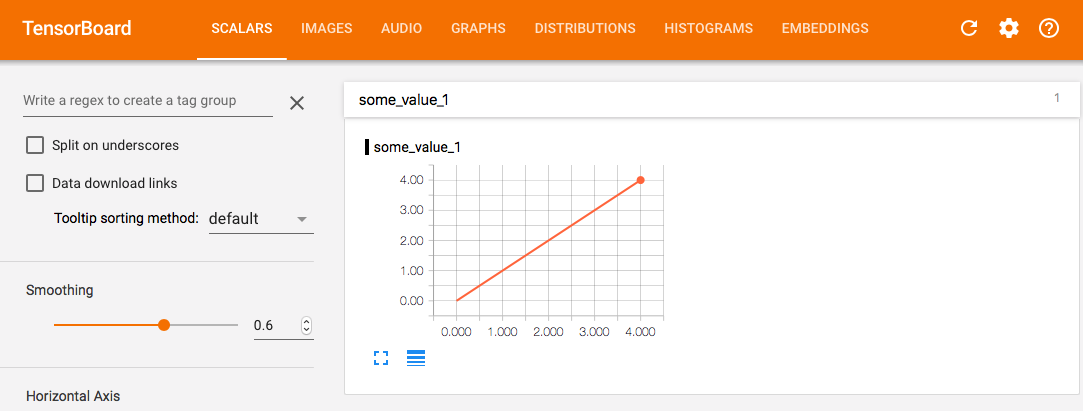 TensorBoard SCALARS IMAGES AUDIO GRAPHS DISTRIBUTIONS HISTOGRAMS EMBEDDINGS
Write a regex to create a tag group
Split on underscores
Data download links
Tooltip sorting method: default
Smoothing
0.6
Horizontal Axis
some_value_1 1
some_value_1
4.00
3.00
2.00
1.00
0.00
0.000 1.000 2.000 3.000 4.000